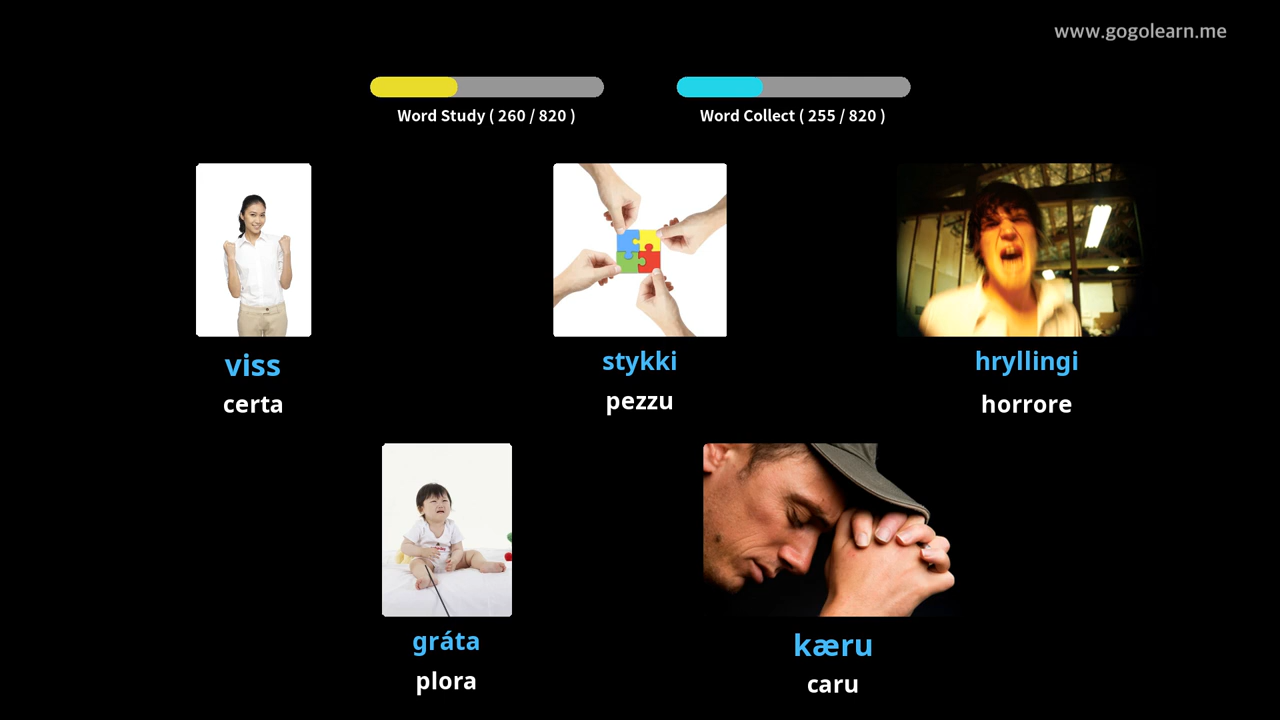 www.gogolearn.me
Word Study ( 260 / 820 )
Word Collect ( 255 / 820 )
viss
certa
stykki
pezzu
hryllingi
horrore
gráta
plora
kæru
caru